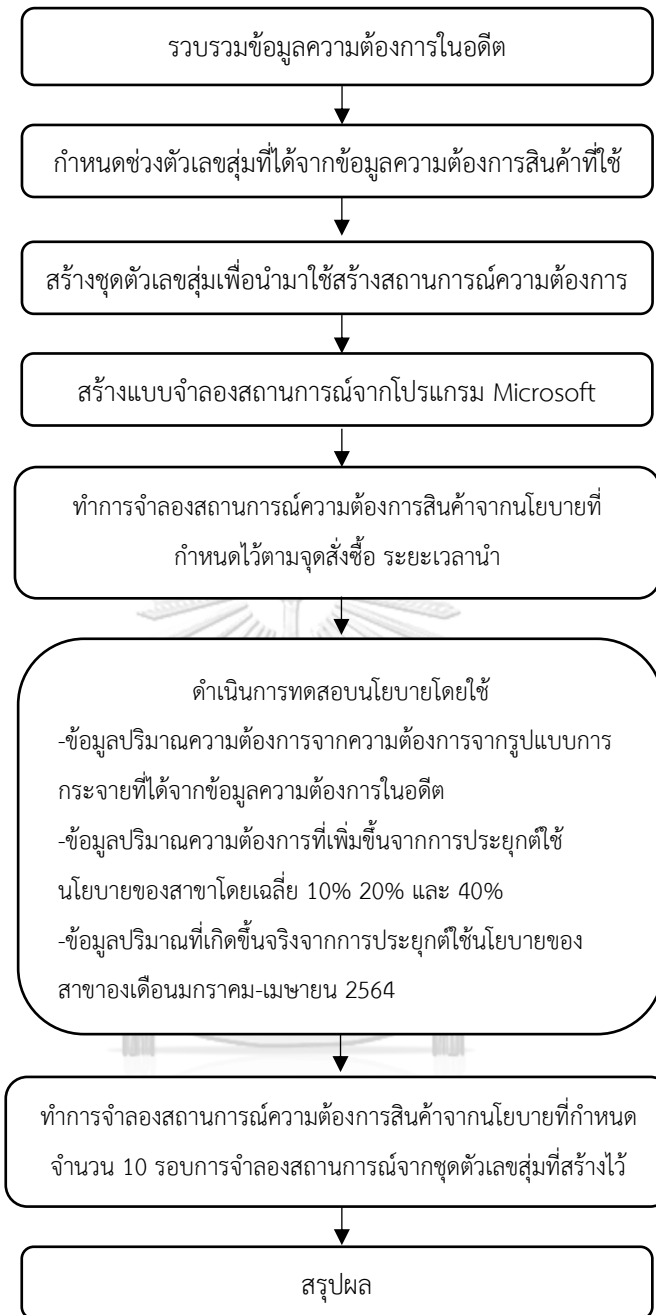 รวบรวมข้อมูลความต้องการในอดีต
กำหนดช่วงตัวเลขสุ่มที่ได้จากข้อมูลความต้องการสินค้าที่ใช้
สร้างชุดตัวเลขสุ่มเพื่อนำมาใช้สร้างสถานการณ์ความต้องการ
สร้างแบบจำลองสถานการณ์จากโปรแกรม Microsoft
ทำการจำลองสถานการณ์ความต้องการสินค้าจากนโยบายที่
กำหนดไว้ตามจุดสั่งซื้อ ระยะเวลานำ
ดำเนินการทดสอบนโยบายโดยใช้
-ข้อมูลปริมาณความต้องการจากความต้องการจากรูปแบบการ
กระจายที่ได้จากข้อมูลความต้องการในอดีต
-ข้อมูลปริมาณความต้องการที่เพิ่มขึ้นจากการประยุกต์ใช้
นโยบายของสาขาโดยเฉลี่ย 10% 20% และ 40%
-ข้อมูลปริมาณที่เกิดขึ้นจริงจากการประยุกต์ใช้นโยบายของ
สาขาองเดือนมกราคม-เมษายน 2564
ทำการจำลองสถานการณ์ความต้องการสินค้าจากนโยบายที่กำหนด
จำนวน 10 รอบการจำลองสถานการณ์จากชุดตัวเลขสุ่มที่สร้างไว้
สรุปผล